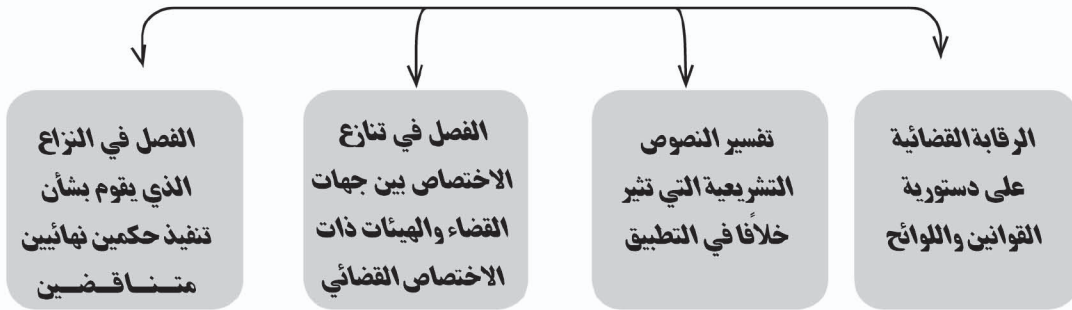 الرقابة القضائية
على دستورية
القوانين واللوائح
تفسير النصوص
التشريعية التي تثير
خلافًا في التطبيق
الفصل في تنازع
الاختصاص بين جهات
القضاء والهيئات ذات
الاختصاص القضائي
الفصل في النزاع
الذي يقوم بشأن
تنفيذ حكمين نهائيين
متناقضين